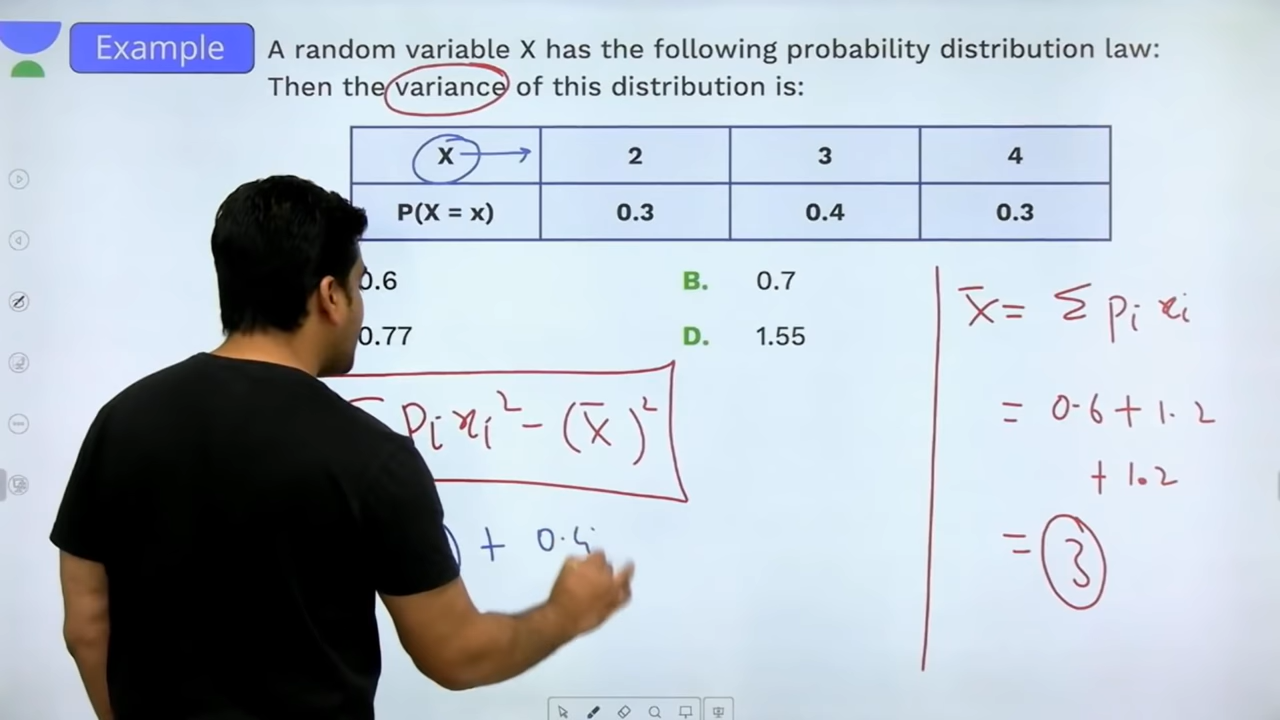 Example
A random variable X has the following probability distribution law:
Then the variance of this distribution is:
X → 2 3 4
P(X = x) 0.3 0.4 0.3
0.6 B. 0.7
0.77 D. 1.55
Pᵢ xᵢ² - (X̄)²
+ 0.4
X̄ = Σ Pᵢ xᵢ
= 0.6 + 1.2
+ 1.2
= 3